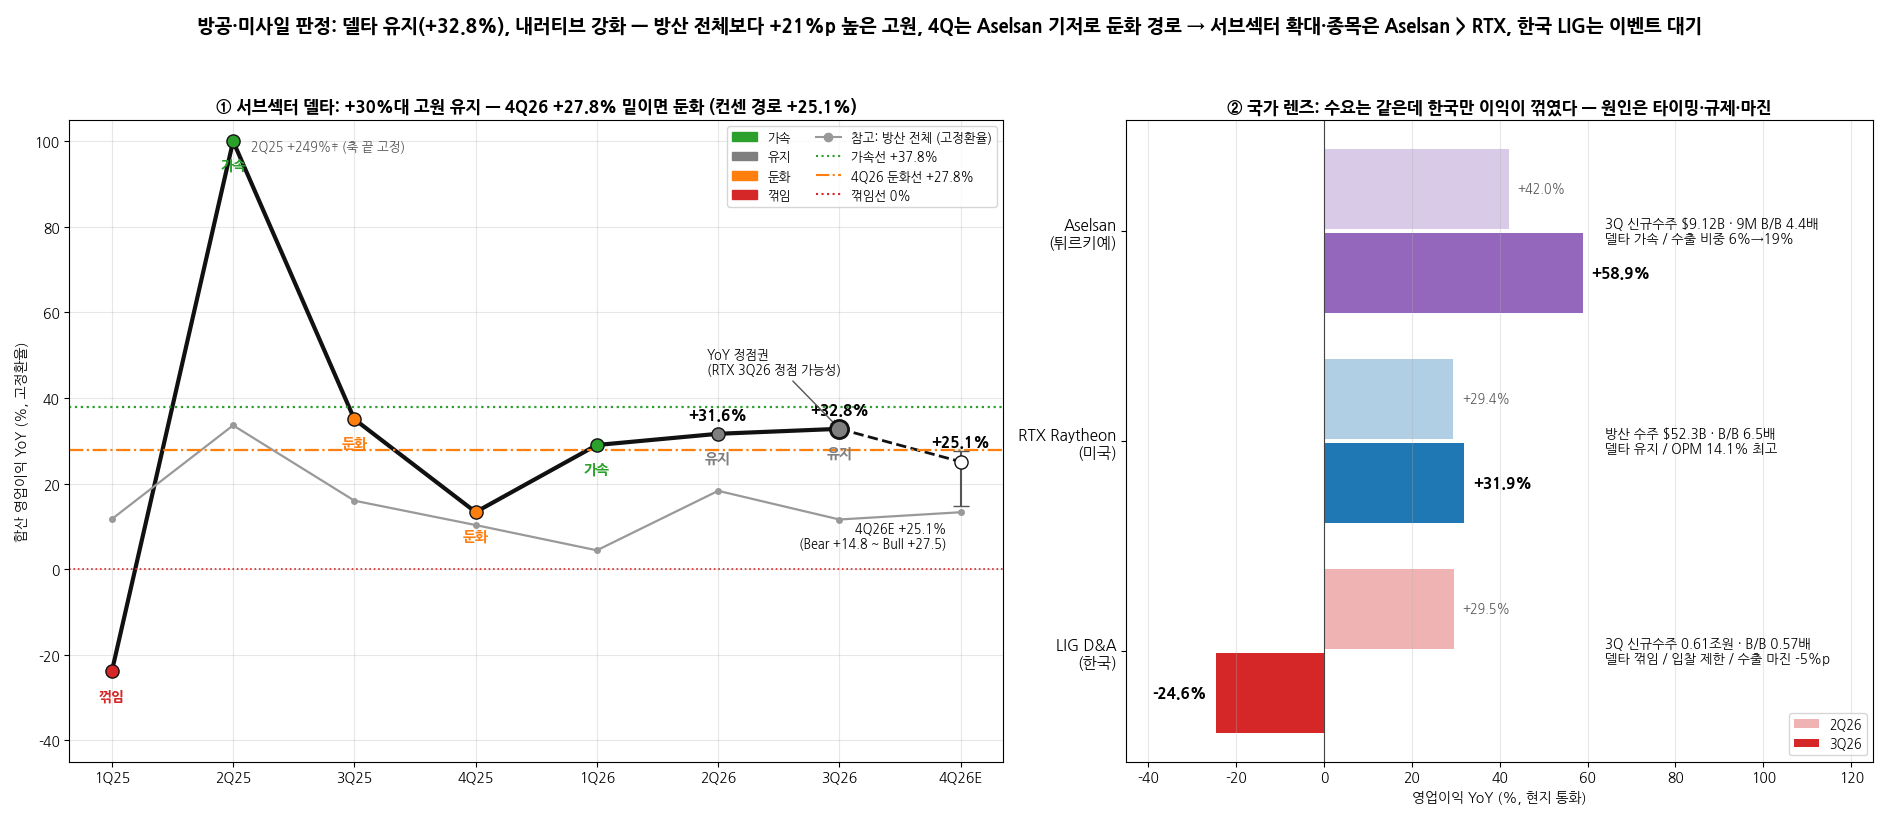 방공·미사일 판정: 델타 유지(+32.8%), 내러티브 강화 — 방산 전체보다 +21%p 높은 고원, 4Q는 Aselsan 기저로 둔화 경로 → 서브섹터 확대·종목은 Aselsan > RTX, 한국 LIG는 이벤트 대기
① 서브섹터 델타: +30%대 고원 유지 — 4Q26 +27.8% 밑이면 둔화 (컨센 경로 +25.1%)
합산 영업이익 YoY (%, 고정환율)
100
80
60
40
20
0
-20
-40
1Q25
2Q25
3Q25
4Q25
1Q26
2Q26
3Q26
4Q26E
가속
유지
둔화
꺾임
참고: 방산 전체 (고정환율)
가속선 +37.8%
4Q26 둔화선 +27.8%
꺾임선 0%
2Q25 +249%↑ (축 끝 고정)
가속
꺾임
둔화
둔화
가속
+31.6%
유지
YoY 정점권
(RTX 3Q26 정점 가능성)
+32.8%
유지
+25.1%
4Q26E +25.1%
(Bear +14.8 ~ Bull +27.5)
② 국가 렌즈: 수요는 같은데 한국만 이익이 꺾였다 — 원인은 타이밍·규제·마진
Aselsan
(튀르키예)
+42.0%
+58.9%
3Q 신규수주 $9.12B · 9M B/B 4.4배
델타 가속 / 수출 비중 6%→19%
RTX Raytheon
(미국)
+29.4%
+31.9%
방산 수주 $52.3B · B/B 6.5배
델타 유지 / OPM 14.1% 최고
LIG D&A
(한국)
+29.5%
-24.6%
3Q 신규수주 0.61조원 · B/B 0.57배
델타 꺾임 / 입찰 제한 / 수출 마진 -5%p
2Q26
3Q26
-40
-20
0
20
40
60
80
100
120
영업이익 YoY (%, 현지 통화)